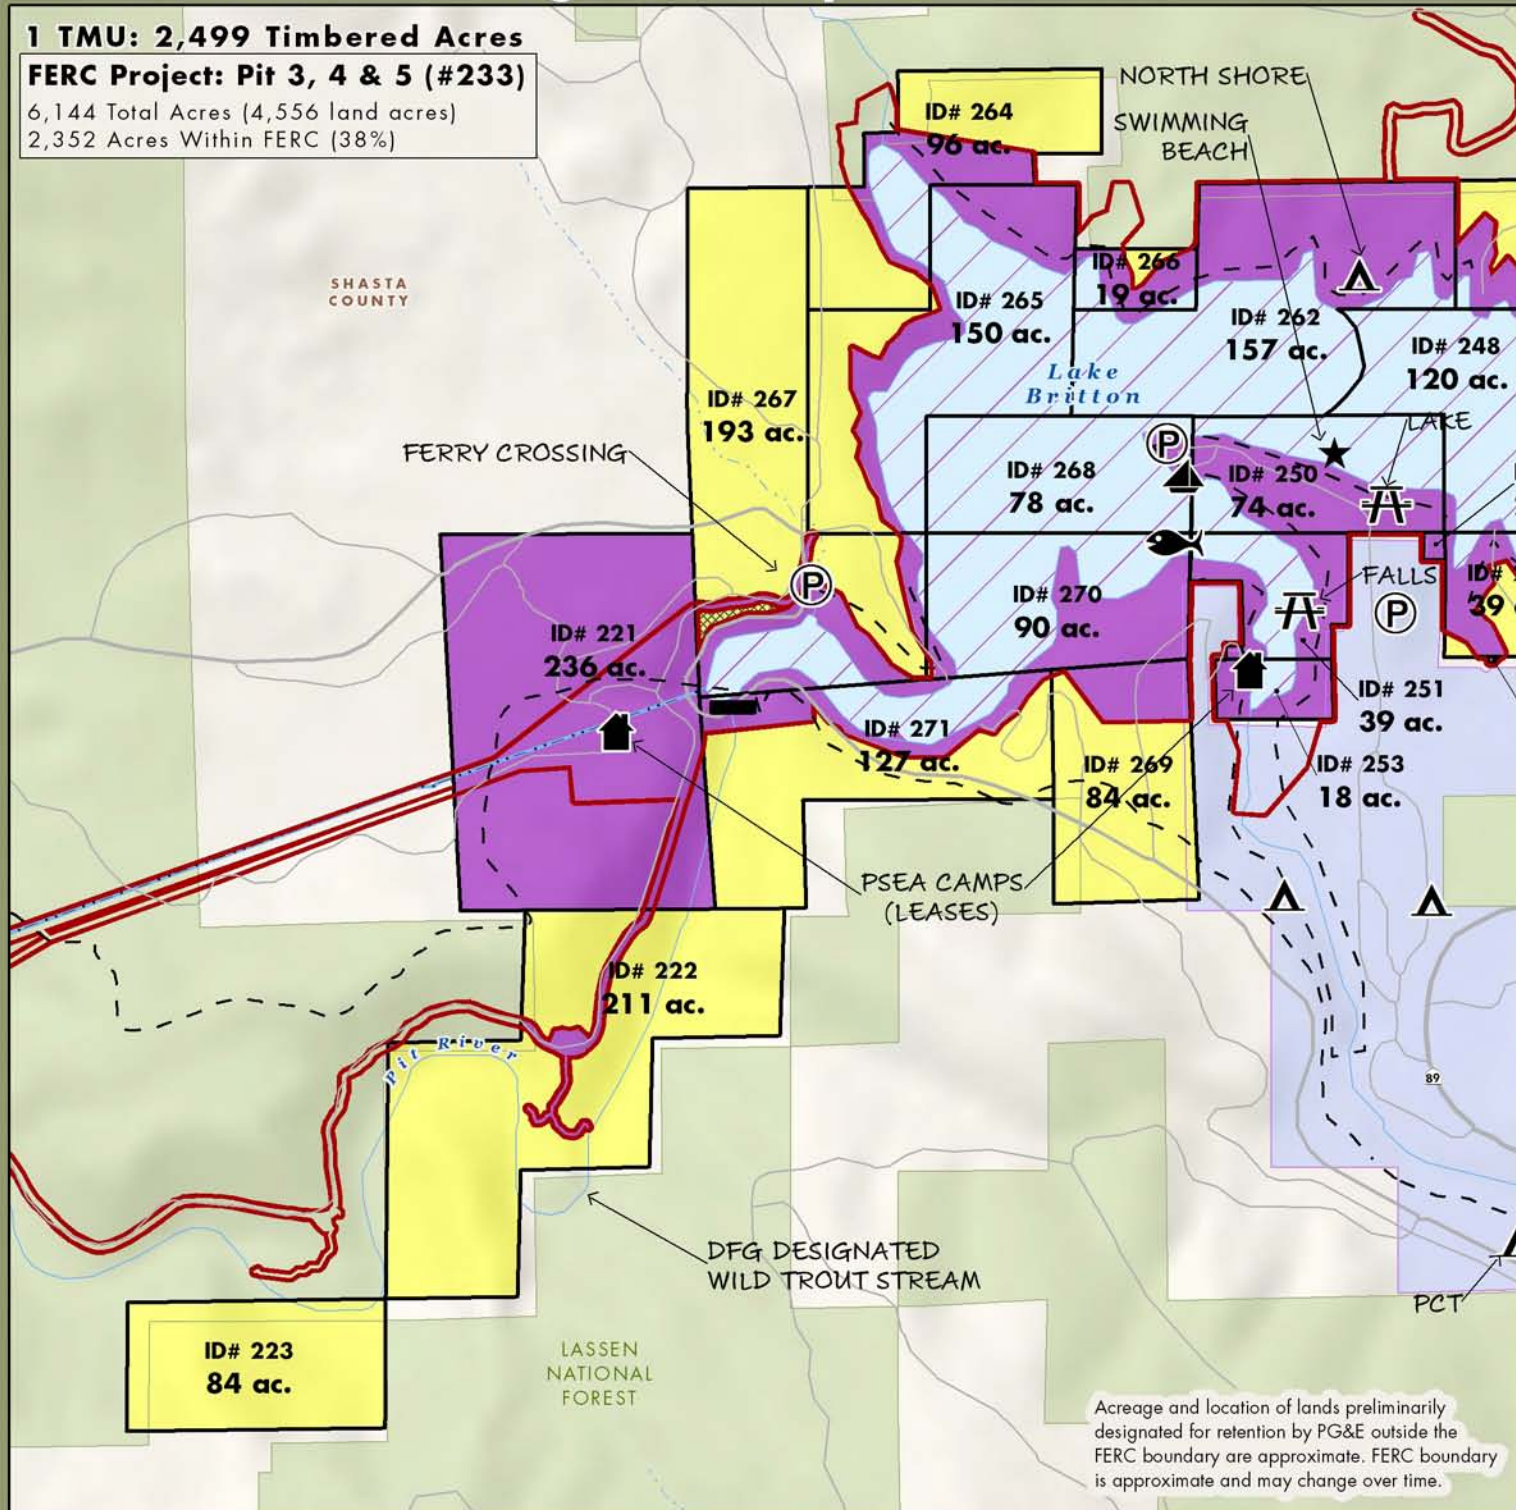 1 TMU: 2,499 Timbered Acres
FERC Project: Pit 3, 4 & 5 (#233)
6,144 Total Acres (4,556 land acres)
2,352 Acres Within FERC (38%)
NORTH SHORE
SWIMMING
BEACH
ID# 264
96 ac.
SHASTA
COUNTY
ID# 266
19 ac.
ID# 265
150 ac.
ID# 262
157 ac.
ID# 248
120 ac.
Lake
Britton
ID# 267
193 ac.
LAKE
FERRY CROSSING
P
ID# 268
78 ac.
ID# 250
74 ac.
P
FALLS
ID#
39
P
ID# 270
90 ac.
ID# 221
236 ac.
ID# 251
39 ac.
ID# 271
127 ac.
ID# 269
84 ac.
ID# 253
18 ac.
PSEA CAMPS
(LEASES)
ID# 222
211 ac.
Pit River
89
DFG DESIGNATED
WILD TROUT STREAM
PCT
ID# 223
84 ac.
LASSEN
NATIONAL
FOREST
Acreage and location of lands preliminarily
designated for retention by PG&E outside the
FERC boundary are approximate. FERC boundary
is approximate and may change over time.